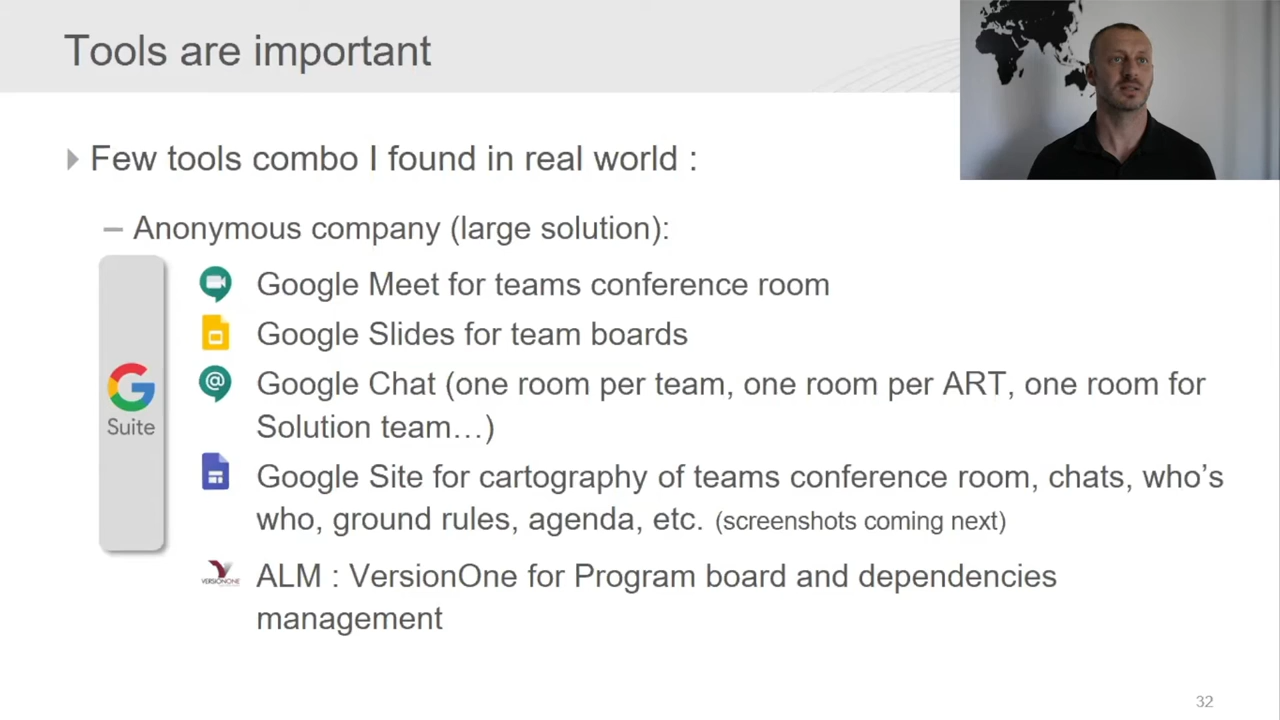 Tools are important
Few tools combo I found in real world :
– Anonymous company (large solution):
Google Meet for teams conference room
Google Slides for team boards
@
Google Chat (one room per team, one room per ART, one room for
Solution team…)
G
Suite
Google Site for cartography of teams conference room, chats, who’s
who, ground rules, agenda, etc. (screenshots coming next)
VERSIONONE
ALM : VersionOne for Program board and dependencies
management
32